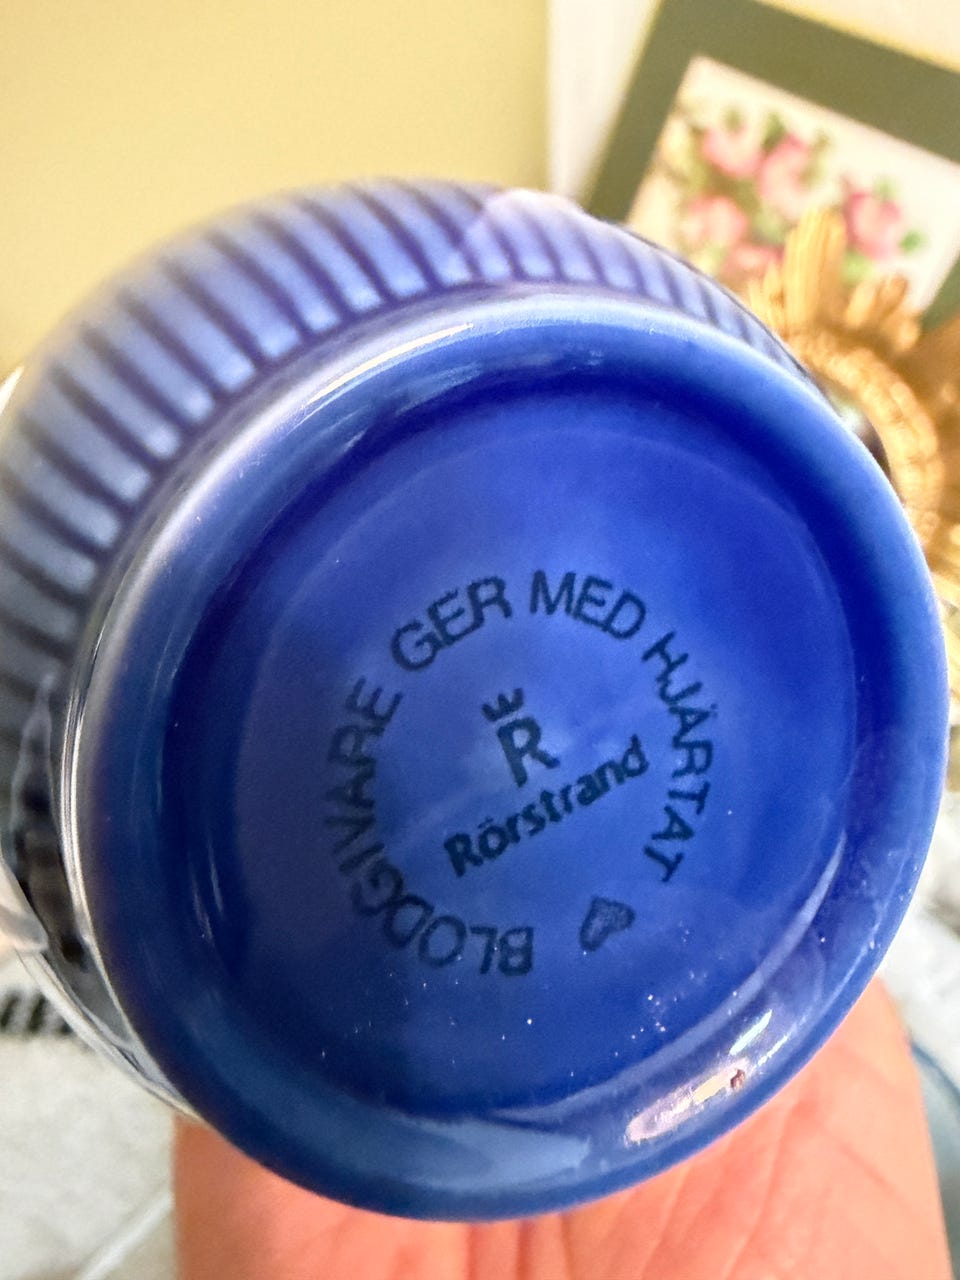 BLODGIVARE GER MED HJÄRTAT
R
Rörstrand